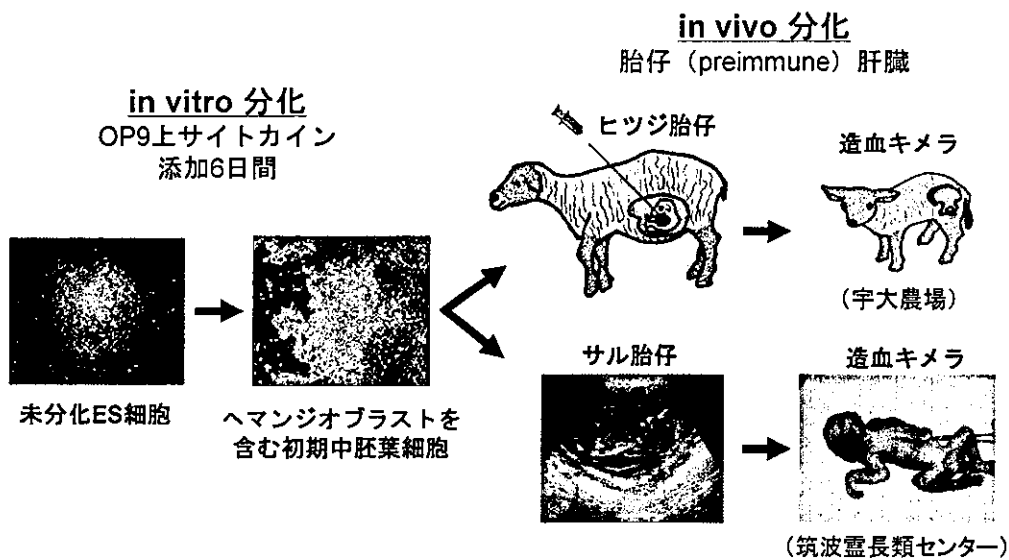 in vitro 分化
OP9上サイトカイン
添加6日間
未分化ES細胞
ヘマンジオブラストを
含む初期中胚葉細胞
in vivo 分化
胎仔（preimmune）肝臓
ヒツジ胎仔
造血キメラ
（宇大農場）
サル胎仔
造血キメラ
（筑波霊長類センター）